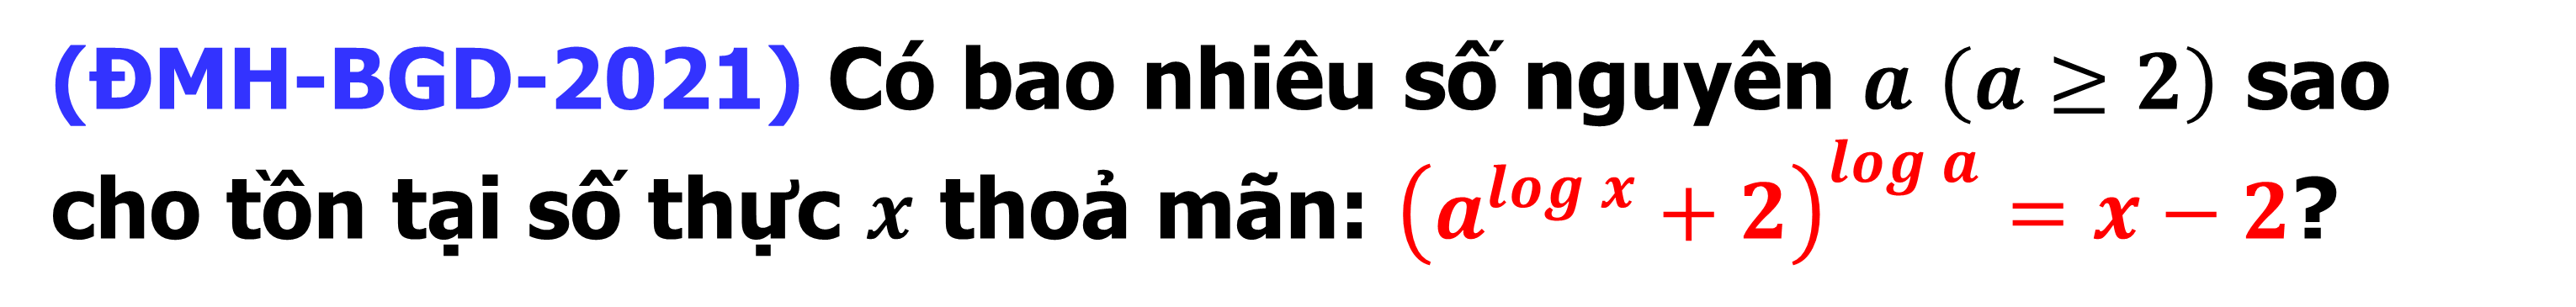 (ĐMH-BGD-2021) Có bao nhiêu số nguyên a (a ≥ 2) sao
cho tồn tại số thực x thoả mãn: (a^{log x} + 2)^{log a} = x − 2?